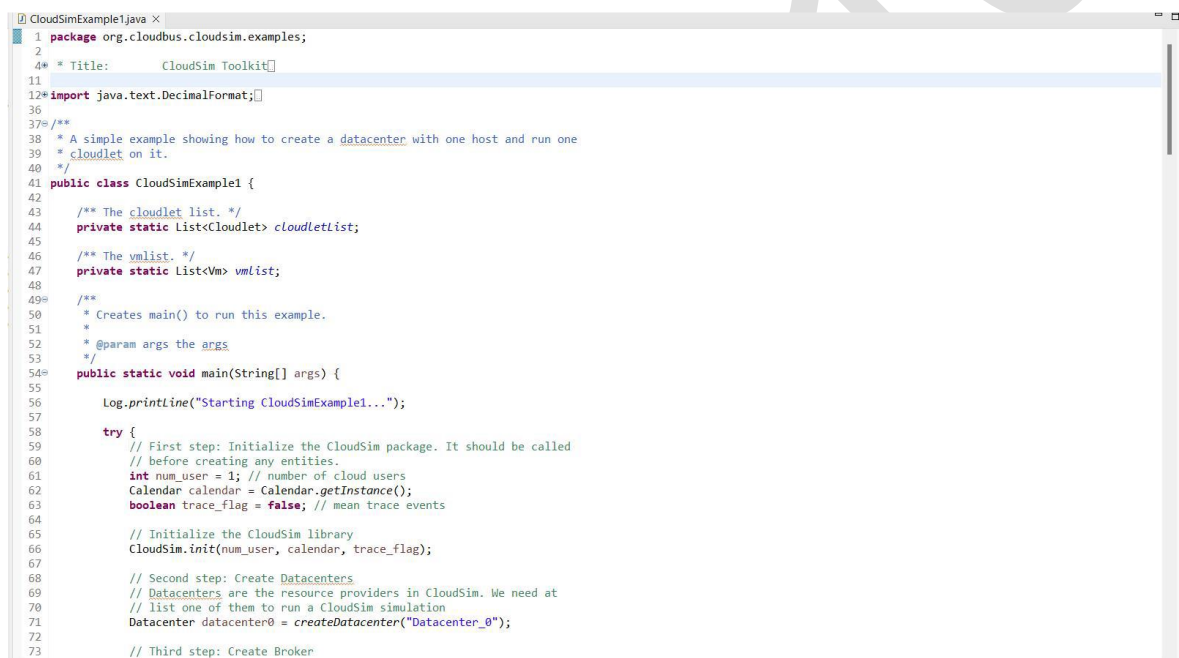 CloudSimExample1.java ×
1 package org.cloudbus.cloudsim.examples;
2
4 * Title:        CloudSim Toolkit
11
12 import java.text.DecimalFormat;
36
37 /**
38  * A simple example showing how to create a datacenter with one host and run one
39  * cloudlet on it.
40  */
41 public class CloudSimExample1 {
42
43     /** The cloudlet list. */
44     private static List<Cloudlet> cloudletList;
45
46     /** The vmlist. */
47     private static List<Vm> vmlist;
48
49     /**
50      * Creates main() to run this example.
51      *
52      * @param args the args
53      */
54     public static void main(String[] args) {
55
56         Log.printLine("Starting CloudSimExample1...");
57
58         try {
59             // First step: Initialize the CloudSim package. It should be called
60             // before creating any entities.
61             int num_user = 1; // number of cloud users
62             Calendar calendar = Calendar.getInstance();
63             boolean trace_flag = false; // mean trace events
64
65             // Initialize the CloudSim library
66             CloudSim.init(num_user, calendar, trace_flag);
67
68             // Second step: Create Datacenters
69             // Datacenters are the resource providers in CloudSim. We need at
70             // list one of them to run a CloudSim simulation
71             Datacenter datacenter0 = createDatacenter("Datacenter_0");
72
73             // Third step: Create Broker